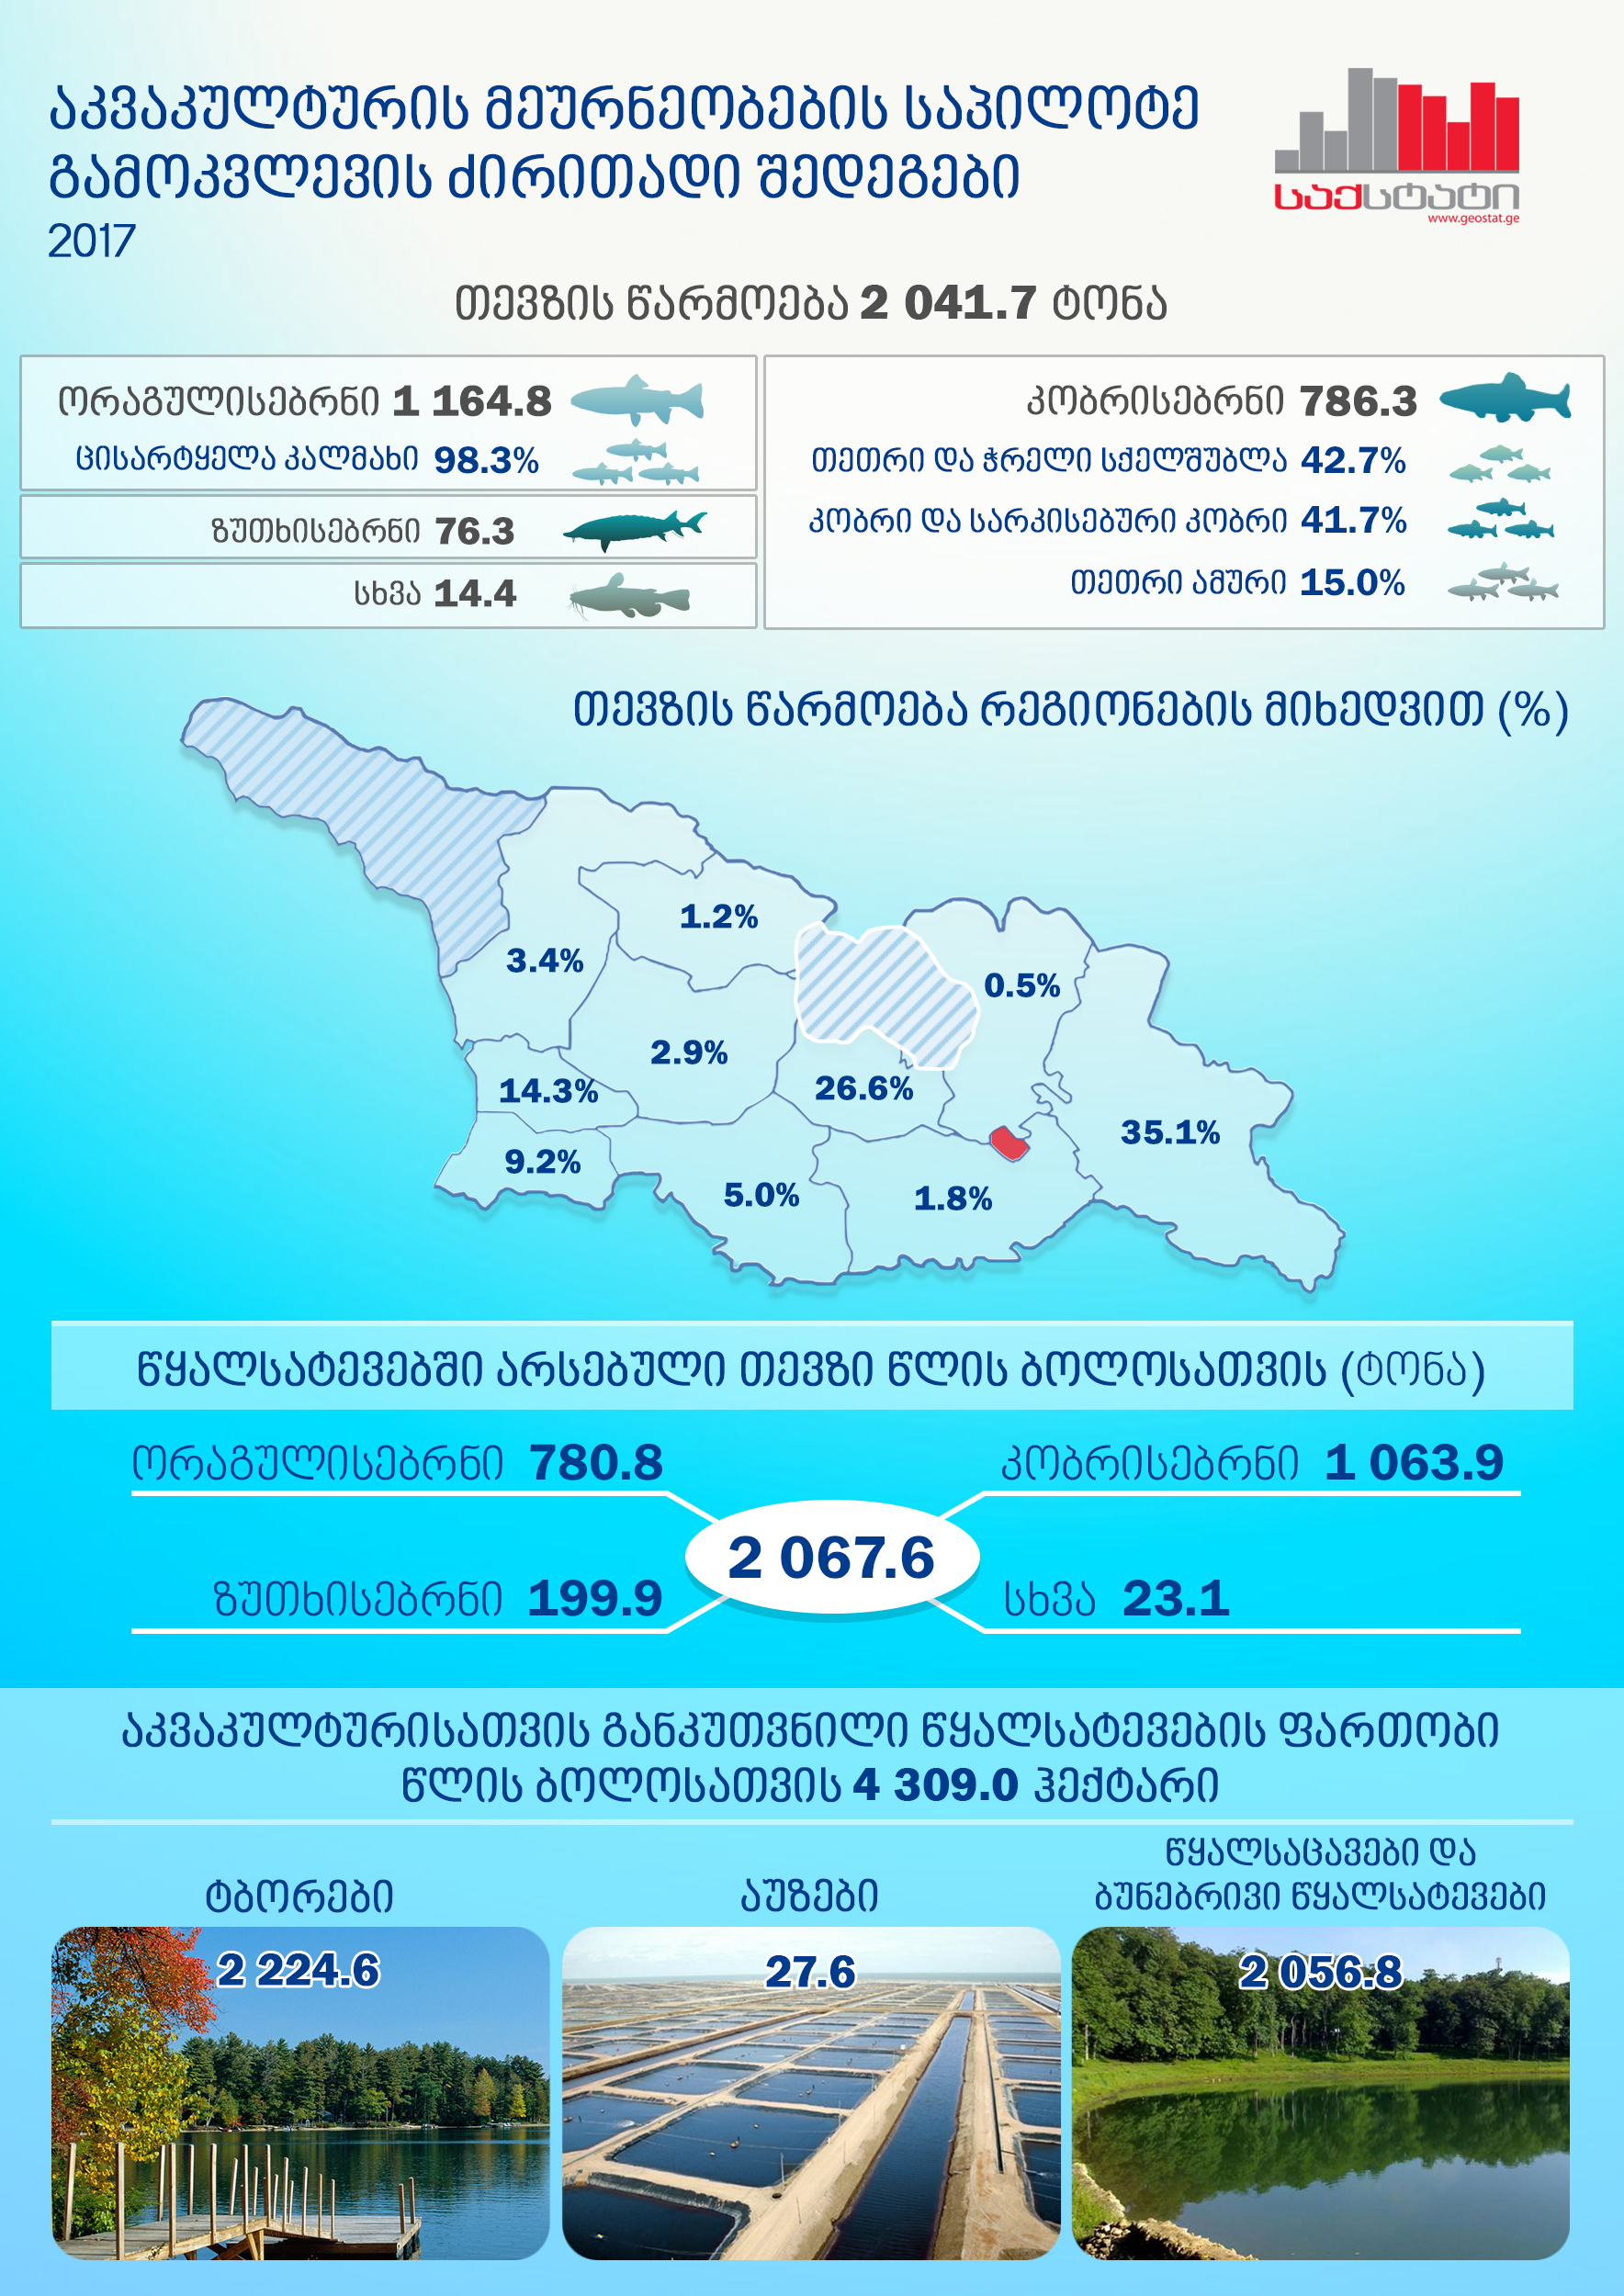 აკვაკულტურის მეურნეობების საპილოტე
გამოკვლევის ძირითადი შედეგები
2017
საქსტატი
www.geostat.ge
თევზის წარმოება 2 041.7 ტონა
ორაგულისებრნი 1 164.8
ცისარტყელა კალმახი 98.3%
ზუთხისებრნი 76.3
სხვა 14.4
კობრისებრნი 786.3
თეთრი და ჭრელი სქელშუბლა 42.7%
კობრი და სარკისებური კობრი 41.7%
თეთრი ამური 15.0%
თევზის წარმოება რეგიონების მიხედვით (%)
1.2%
3.4%
0.5%
2.9%
14.3%
26.6%
35.1%
9.2%
5.0%
1.8%
წყალსატევებში არსებული თევზი წლის ბოლოსათვის (ტონა)
ორაგულისებრნი 780.8
კობრისებრნი 1 063.9
2 067.6
ზუთხისებრნი 199.9
სხვა 23.1
აკვაკულტურისათვის განკუთვნილი წყალსატევების ფართობი
წლის ბოლოსათვის 4 309.0 ჰექტარი
ტბორები
2 224.6
აუზები
27.6
წყალსაცავები და
ბუნებრივი წყალსატევები
2 056.8